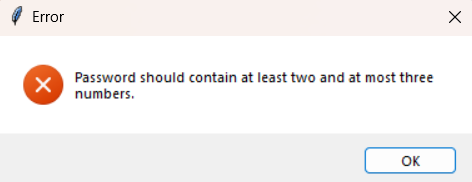 Error
Password should contain at least two and at most three
numbers.
OK